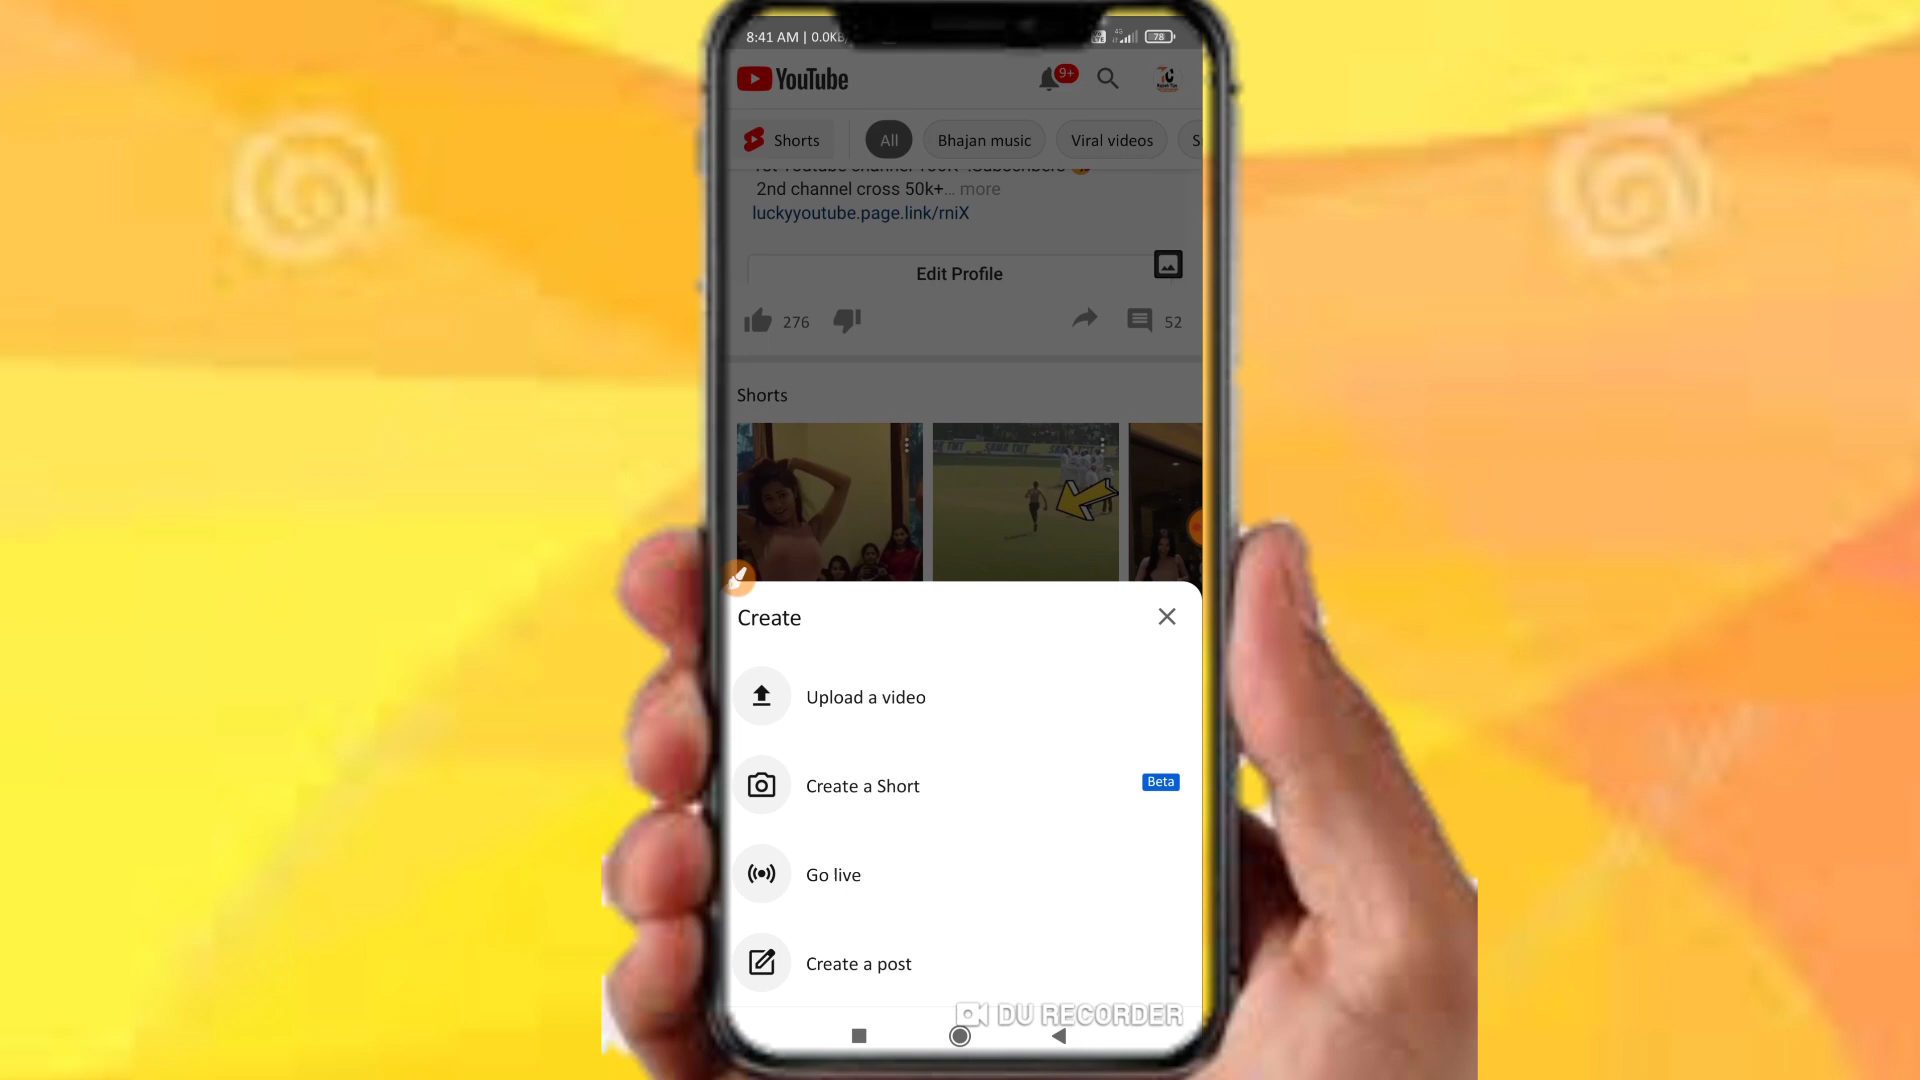 8:41 AM | 0.0KB/
78
YouTube
9+
Shorts
All
Bhajan music
Viral videos
2nd channel cross 50k+... more
luckyyoutube.page.link/rniX
Edit Profile
276
52
Shorts
Create
Upload a video
Create a Short
Beta
Go live
Create a post
DU RECORDER